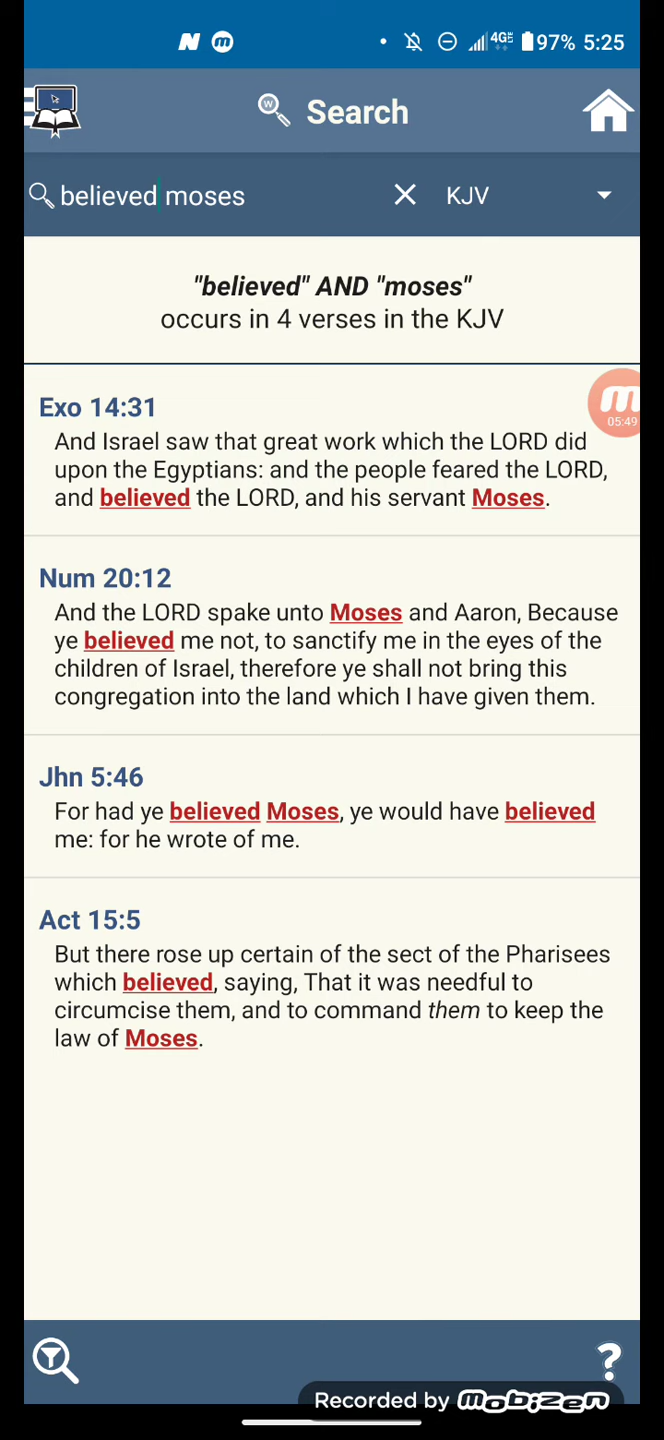 97% 5:25
Search
believed moses KJV
"believed" AND "moses"
occurs in 4 verses in the KJV
Exo 14:31
05:49
And Israel saw that great work which the LORD did
upon the Egyptians: and the people feared the LORD,
and believed the LORD, and his servant Moses.
Num 20:12
And the LORD spake unto Moses and Aaron, Because
ye believed me not, to sanctify me in the eyes of the
children of Israel, therefore ye shall not bring this
congregation into the land which I have given them.
Jhn 5:46
For had ye believed Moses, ye would have believed
me: for he wrote of me.
Act 15:5
But there rose up certain of the sect of the Pharisees
which believed, saying, That it was needful to
circumcise them, and to command them to keep the
law of Moses.
?
Recorded by mobizen